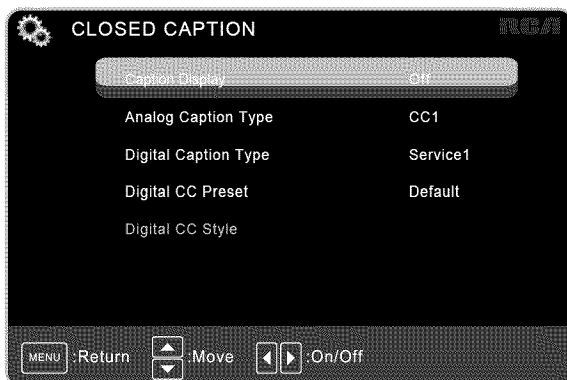 CLOSED CAPTION RCA
Caption Display Off
Analog Caption Type CC1
Digital Caption Type Service1
Digital CC Preset Default
Digital CC Style
MENU :Return :Move :On/Off